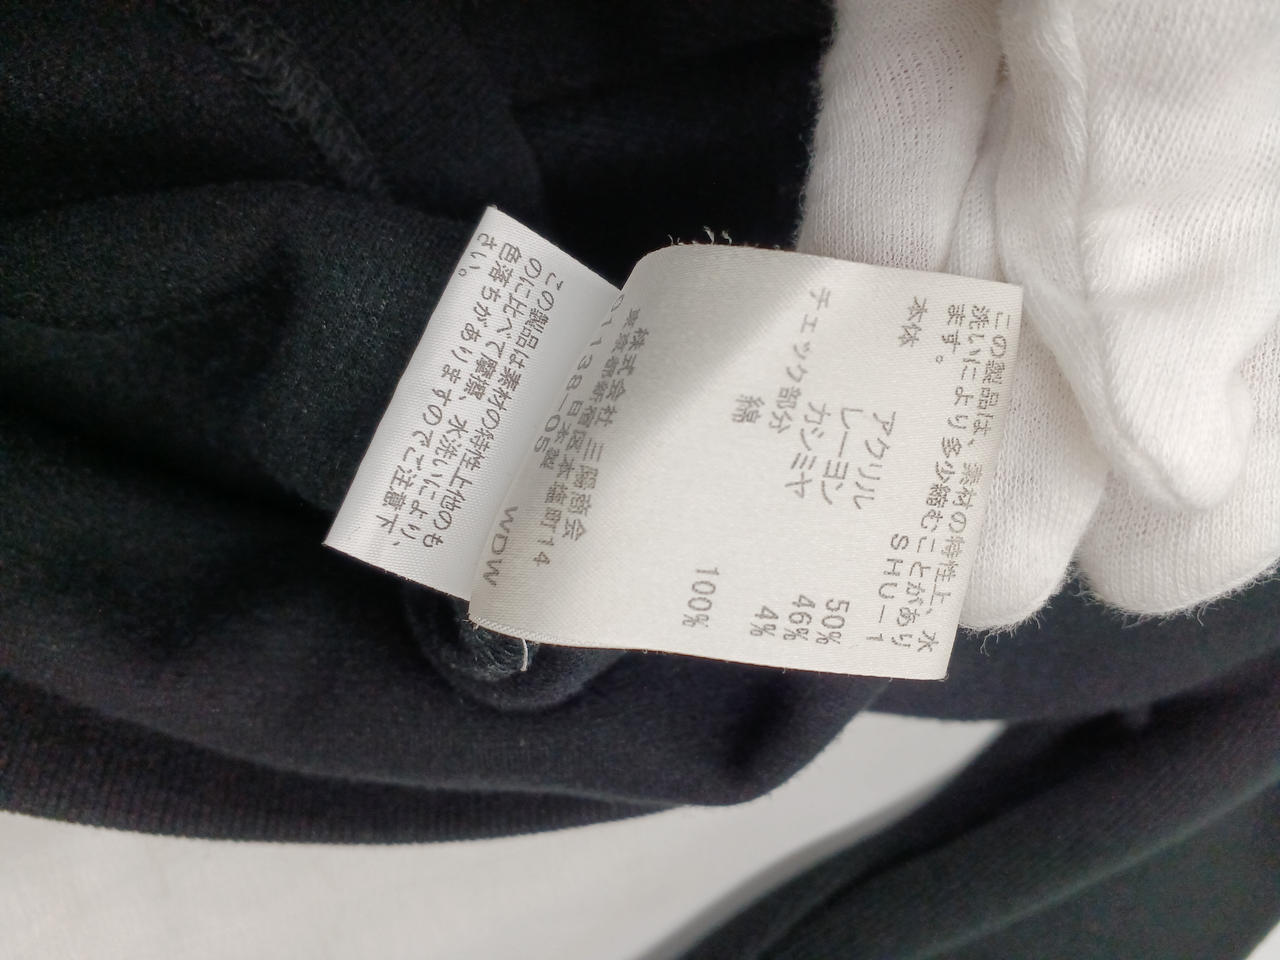 この製品は、素材の特性上、水
洗いにより多少縮むことがあり
ます。
SHU-1
本体
アクリル 50%
レーヨン 46%
カシミヤ 4%
チェック部分
綿 100%
株式会社 三陽商会
東京都新宿区本塩町14
日本製
01138-05 WDW
この製品は素材の特性上他のも
のに比べて摩擦、水洗いにより、
色落ちがありますのでご注意下
さい。